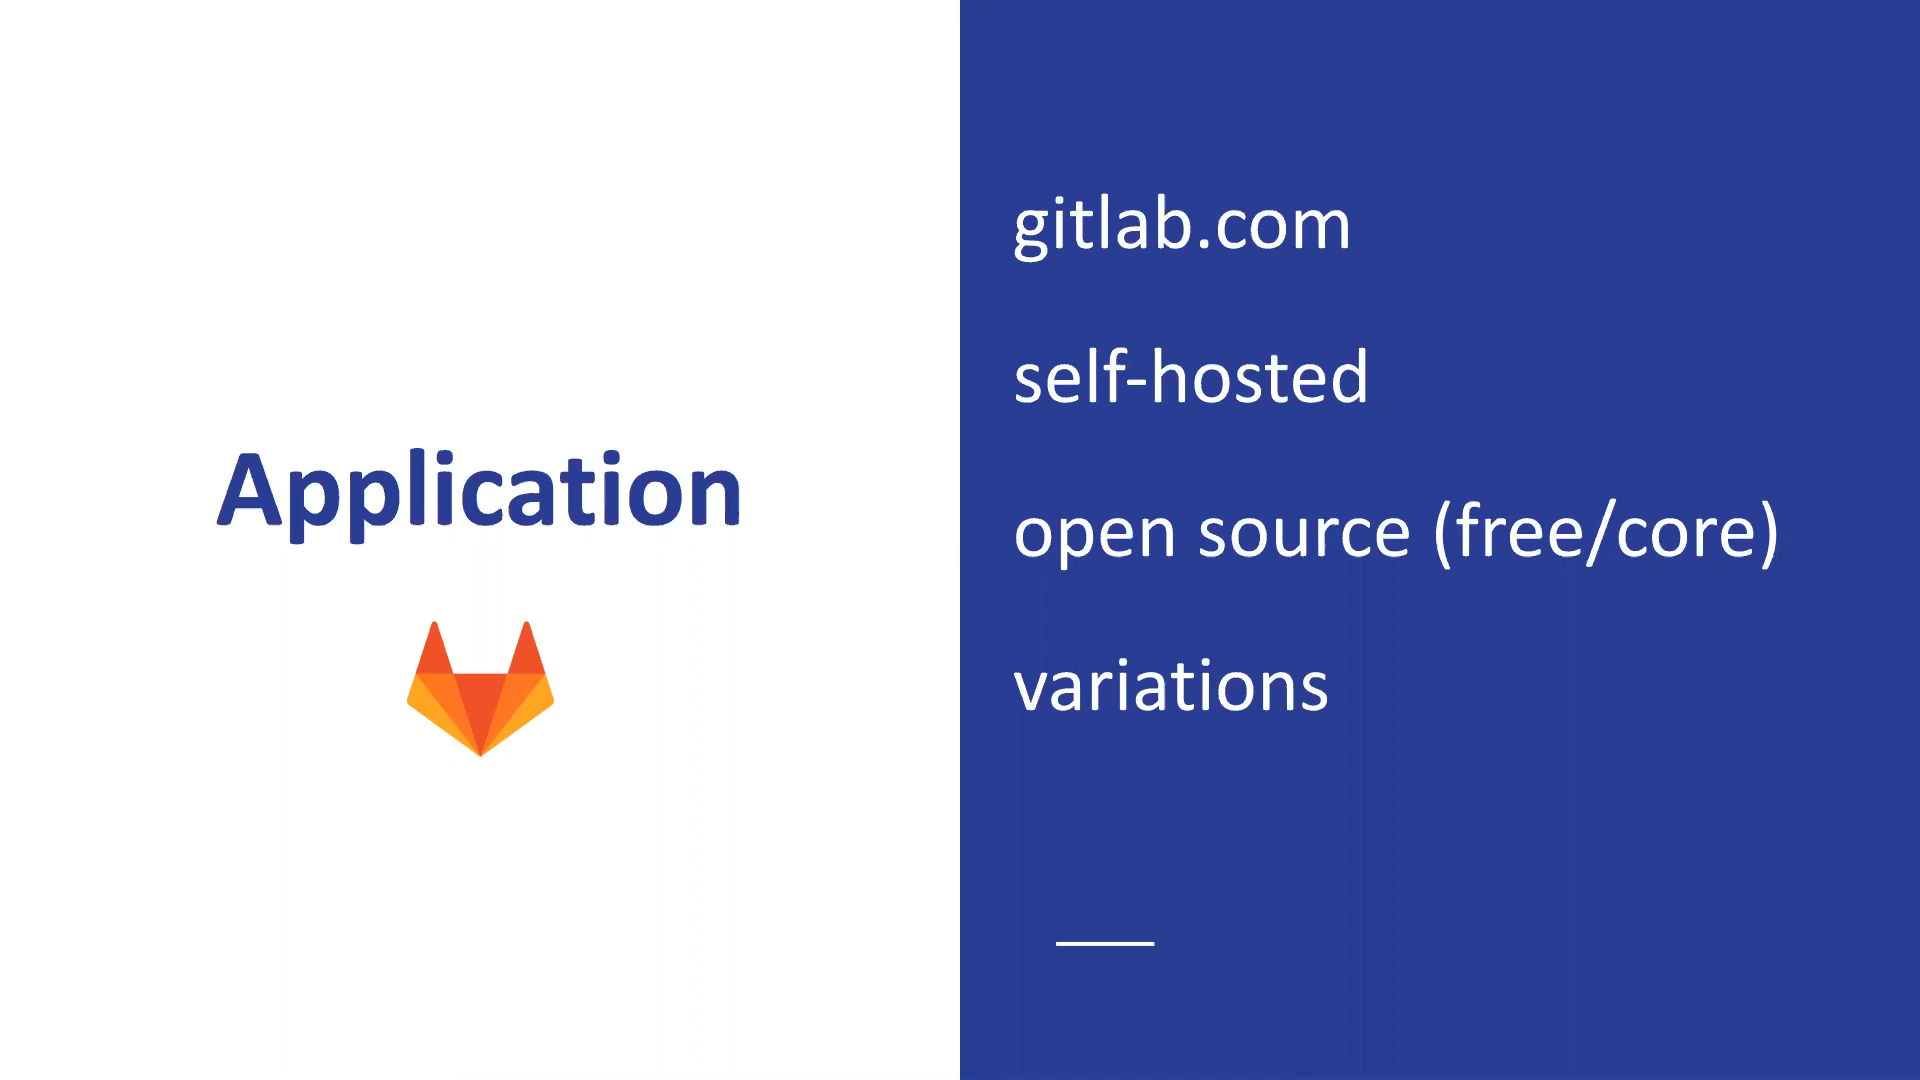 Application
gitlab.com
self-hosted
open source (free/core)
variations